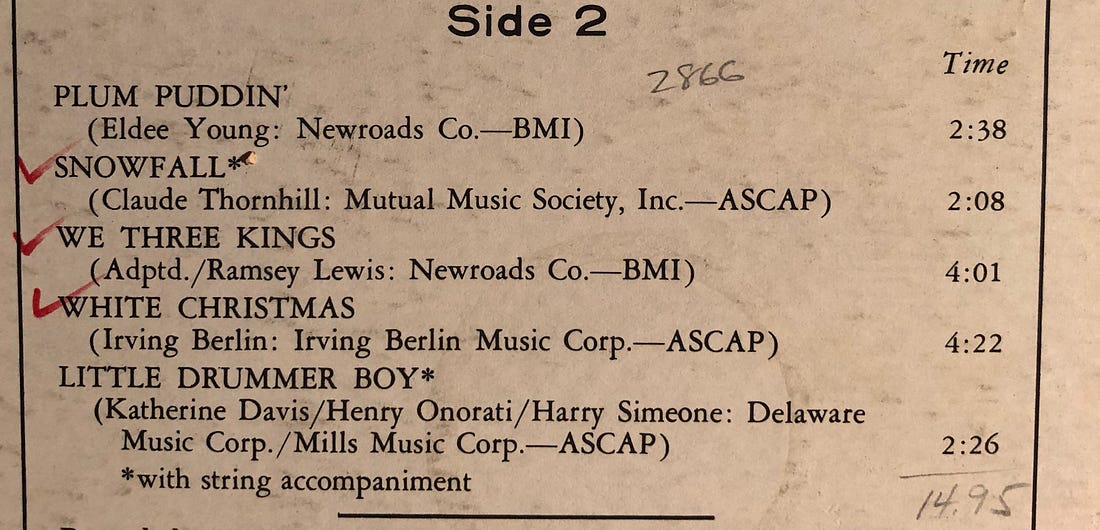 Side 2
2866
Time
PLUM PUDDIN'
(Eldee Young: Newroads Co.—BMI) 2:38
SNOWFALL*
(Claude Thornhill: Mutual Music Society, Inc.—ASCAP) 2:08
WE THREE KINGS
(Adptd./Ramsey Lewis: Newroads Co.—BMI) 4:01
WHITE CHRISTMAS
(Irving Berlin: Irving Berlin Music Corp.—ASCAP) 4:22
LITTLE DRUMMER BOY*
(Katherine Davis/Henry Onorati/Harry Simeone: Delaware
Music Corp./Mills Music Corp.—ASCAP) 2:26
*with string accompaniment
14.95